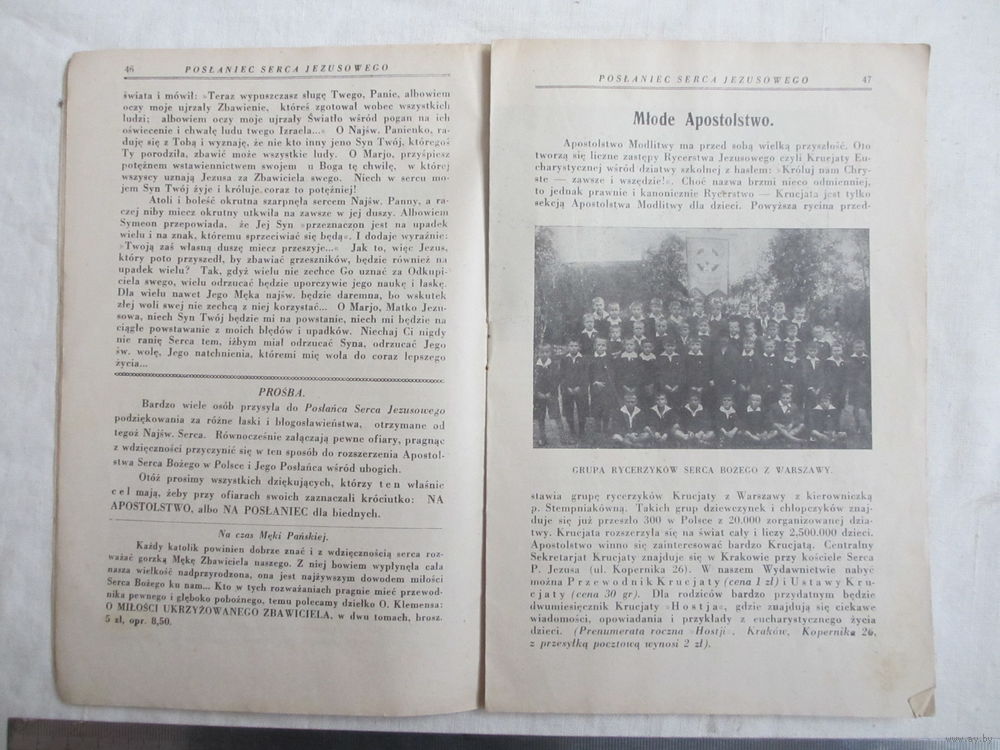 46 POSŁANIEC SERCA JEZUSOWEGO
świata i mówił: »Teraz wypuszczasz sługę Twego, Panie, albowiem
oczy moje ujrzały Zbawienie, któreś zgotował wobec wszystkich
ludzi; albowiem oczy moje ujrzały Światło wśród pogan na ich
oświecenie i chwałę ludu twego Izraela...« O Najśw. Panienko, ra-
duję się z Tobą i wyznaję, że nie kto inny jeno Syn Twój, któregoś
Ty porodziła, zbawić może wszystkie ludy. O Marjo, przyśpiesz
potężnem wstawiennictwem swojem u Boga tę chwilę, w której
wszyscy uznają Jezusa za Zbawiciela swego. Niech w sercu mo-
jem Syn Twój żyje i króluje coraz to potężniej!
Atoli i boleść okrutna szarpnęła sercem Najśw. Panny, a ra-
czej niby miecz okrutny utkwiła na zawsze w jej duszy. Albowiem
Symeon przepowiada, że Jej Syn »przeznaczon jest na upadek
wielu i na znak, któremu sprzeciwiać się będą«. I dodaje wyraźnie:
»Twoją zaś własną duszę miecz przeszyje...« Jak to, więc Jezus,
który poto przyszedł, by zbawiać grzeszników, będzie również na
upadek wielu? Tak, gdyż wielu nie zechce Go uznać za Odkupi-
ciela swego, wielu odrzucać będzie uporczywie jego naukę i łaskę.
Dla wielu nawet Jego Męka najśw. będzie daremna, bo wskutek
złej woli swej nie zechcą z niej korzystać... O Marjo, Matko Jezu-
sowa, niech Syn Twój będzie mi na powstanie, niech mi będzie na
ciągłe powstawanie z moich błędów i upadków. Niechaj Ci nigdy
nie ranię Serca tem, iżbym miał odrzucać Syna, odrzucać Jego
św. wolę, Jego natchnienia, któremi mię woła do coraz lepszego
życia...
PROŚBA.
Bardzo wiele osób przysyła do Posłańca Serca Jezusowego
podziękowania za różne łaski i błogosławieństwa, otrzymane od
tegoż Najśw. Serca. Równocześnie załączają pewne ofiary, pragnąc
z wdzięczności przyczynić się w ten sposób do rozszerzenia Apostol-
stwa Serca Bożego w Polsce i Jego Posłańca wśród ubogich.
Otóż prosimy wszystkich dziękujących, którzy ten właśnie
cel mają, żeby przy ofiarach swoich zaznaczali króciutko: NA
APOSTOLSTWO, albo NA POSŁANIEC dla biednych.
Na czas Męki Pańskiej.
Każdy katolik powinien dobrze znać i z wdzięcznością serca roz-
ważać gorzką Mękę Zbawiciela naszego. Z niej bowiem wypłynęła cała
nasza wielkość nadprzyrodzona, ona jest najżywszym dowodem miłości
Serca Bożego ku nam... Kto w tych rozważaniach pragnie mieć przewod-
nika pewnego i głęboko pobożnego, temu polecamy dziełko O. Klemensa:
O MIŁOŚCI UKRZYŻOWANEGO ZBAWICIELA, w dwu tomach, brosz.
5 zł, opr. 8,50.
POSŁANIEC SERCA JEZUSOWEGO 47
Młode Apostolstwo.
Apostolstwo Modlitwy ma przed sobą wielką przyszłość. Oto
tworzą się liczne zastępy Rycerstwa Jezusowego czyli Krucjaty Eu-
charystycznej wśród dziatwy szkolnej z hasłem: »Króluj nam Chry-
ste — zawsze i wszędzie!«. Choć nazwa brzmi nieco odmiennie,
to jednak prawnie i kanonicznie Rycerstwo — Krucjata jest tylko
sekcją Apostolstwa Modlitwy dla dzieci. Powyższa rycina przed-
GRUPA RYCERZYKÓW SERCA BOŻEGO Z WARSZAWY.
stawia grupę rycerzyków Krucjaty z Warszawy z kierowniczką
p. Stempniakówną. Takich grup dziewczynek i chłopczyków znaj-
duje się już przeszło 300 w Polsce z 20.000 zorganizowanej dzia-
twy. Krucjata rozszerzyła się na świat cały i liczy 2,500.000 dzieci.
Apostolstwo winno się zainteresować bardzo Krucjatą. Centralny
Sekretarjat Krucjaty znajduje się w Krakowie przy kościele Serca
P. Jezusa (ul. Kopernika 26). W naszem Wydawnictwie nabyć
można Przewodnik Krucjaty (cena 1 zł) i Ustawy Kru-
cjaty (cena 30 gr). Dla rodziców bardzo przydatnym będzie
dwumiesięcznik Krucjaty »Hostja«, gdzie znajdują się ciekawe
wiadomości, opowiadania i przykłady z eucharystycznego życia
dzieci. (Prenumerata roczna »Hostji«, Kraków, Kopernika 26,
z przesyłką pocztową wynosi 2 zł).
www.ay.by